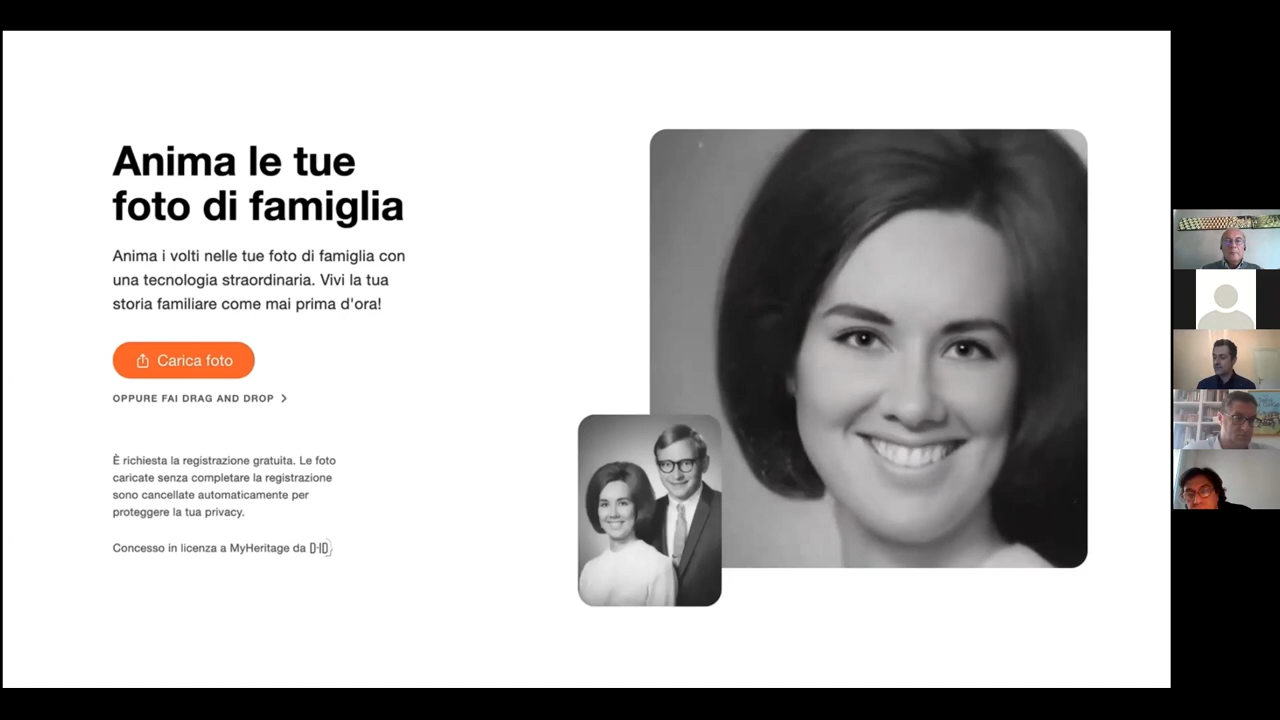 Anima le tue
foto di famiglia
Anima i volti nelle tue foto di famiglia con
una tecnologia straordinaria. Vivi la tua
storia familiare come mai prima d'ora!
Carica foto
OPPURE FAI DRAG AND DROP >
È richiesta la registrazione gratuita. Le foto
caricate senza completare la registrazione
sono cancellate automaticamente per
proteggere la tua privacy.
Concesso in licenza a MyHeritage da D-ID